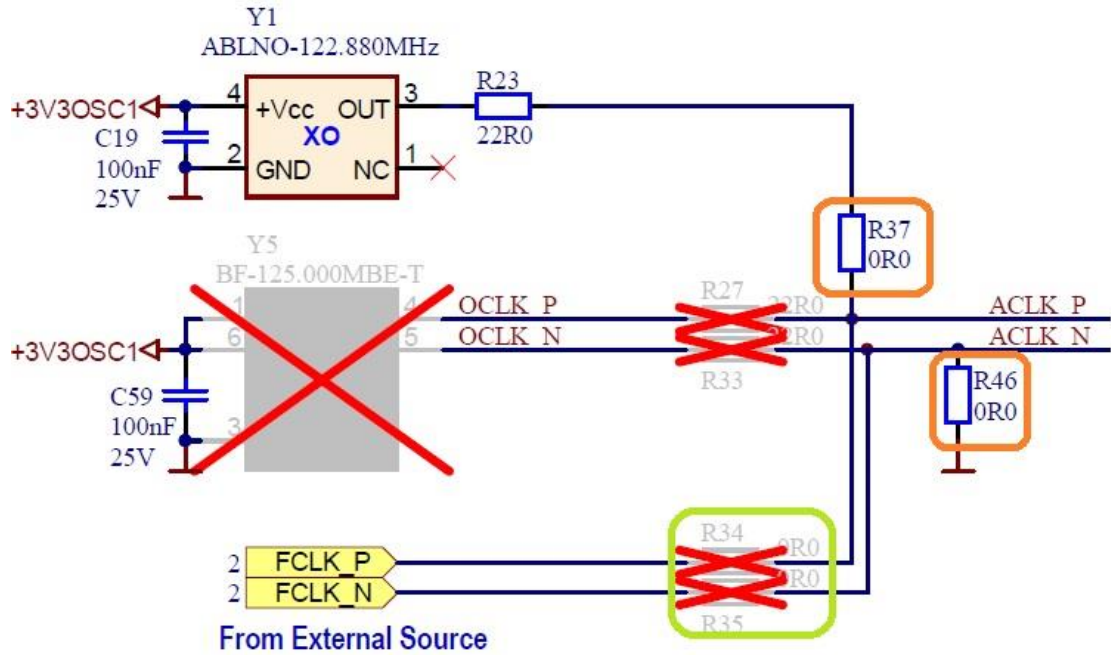 Y1
ABLNO-122.880MHz
+3V3OSC1
C19
100nF
25V
4
+Vcc
OUT
3
XO
2
GND
NC
1
R23
22R0
R37
0R0
Y5
BF-125.000MBE-T
+3V3OSC1
1
6
3
4
5
C59
100nF
25V
OCLK_P
OCLK_N
R27
22R0
22R0
R33
ACLK_P
ACLK_N
R46
0R0
R34
0R0
0R0
R35
2
FCLK_P
2
FCLK_N
From External Source